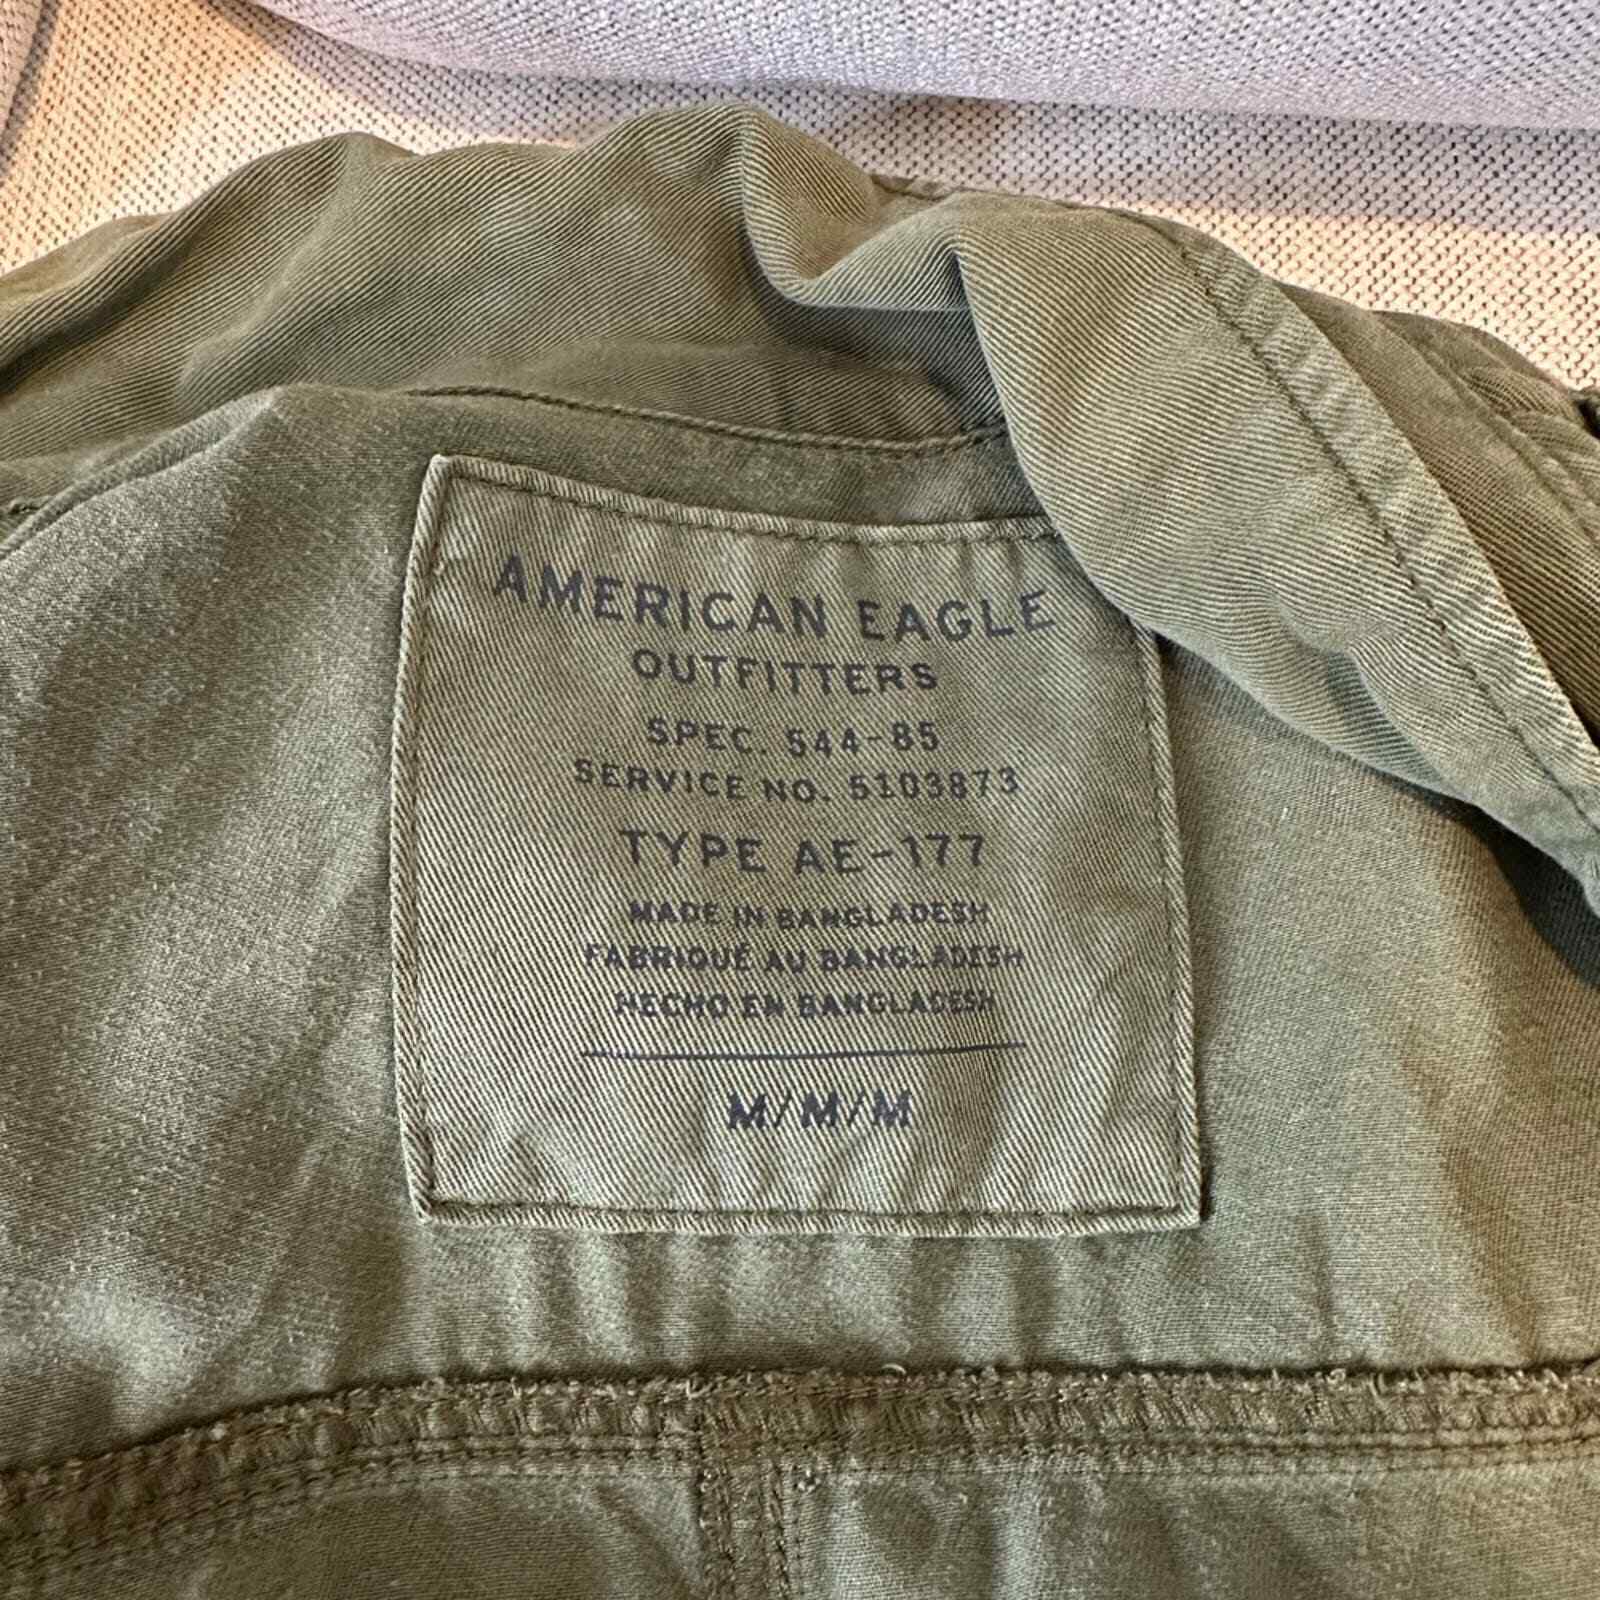 AMERICAN EAGLE
OUTFITTERS
SPEC. 544-85
SERVICE NO. 5103873
TYPE AE-177
MADE IN BANGLADESH
FABRIQUÉ AU BANGLADESH
HECHO EN BANGLADESH
M/M/M